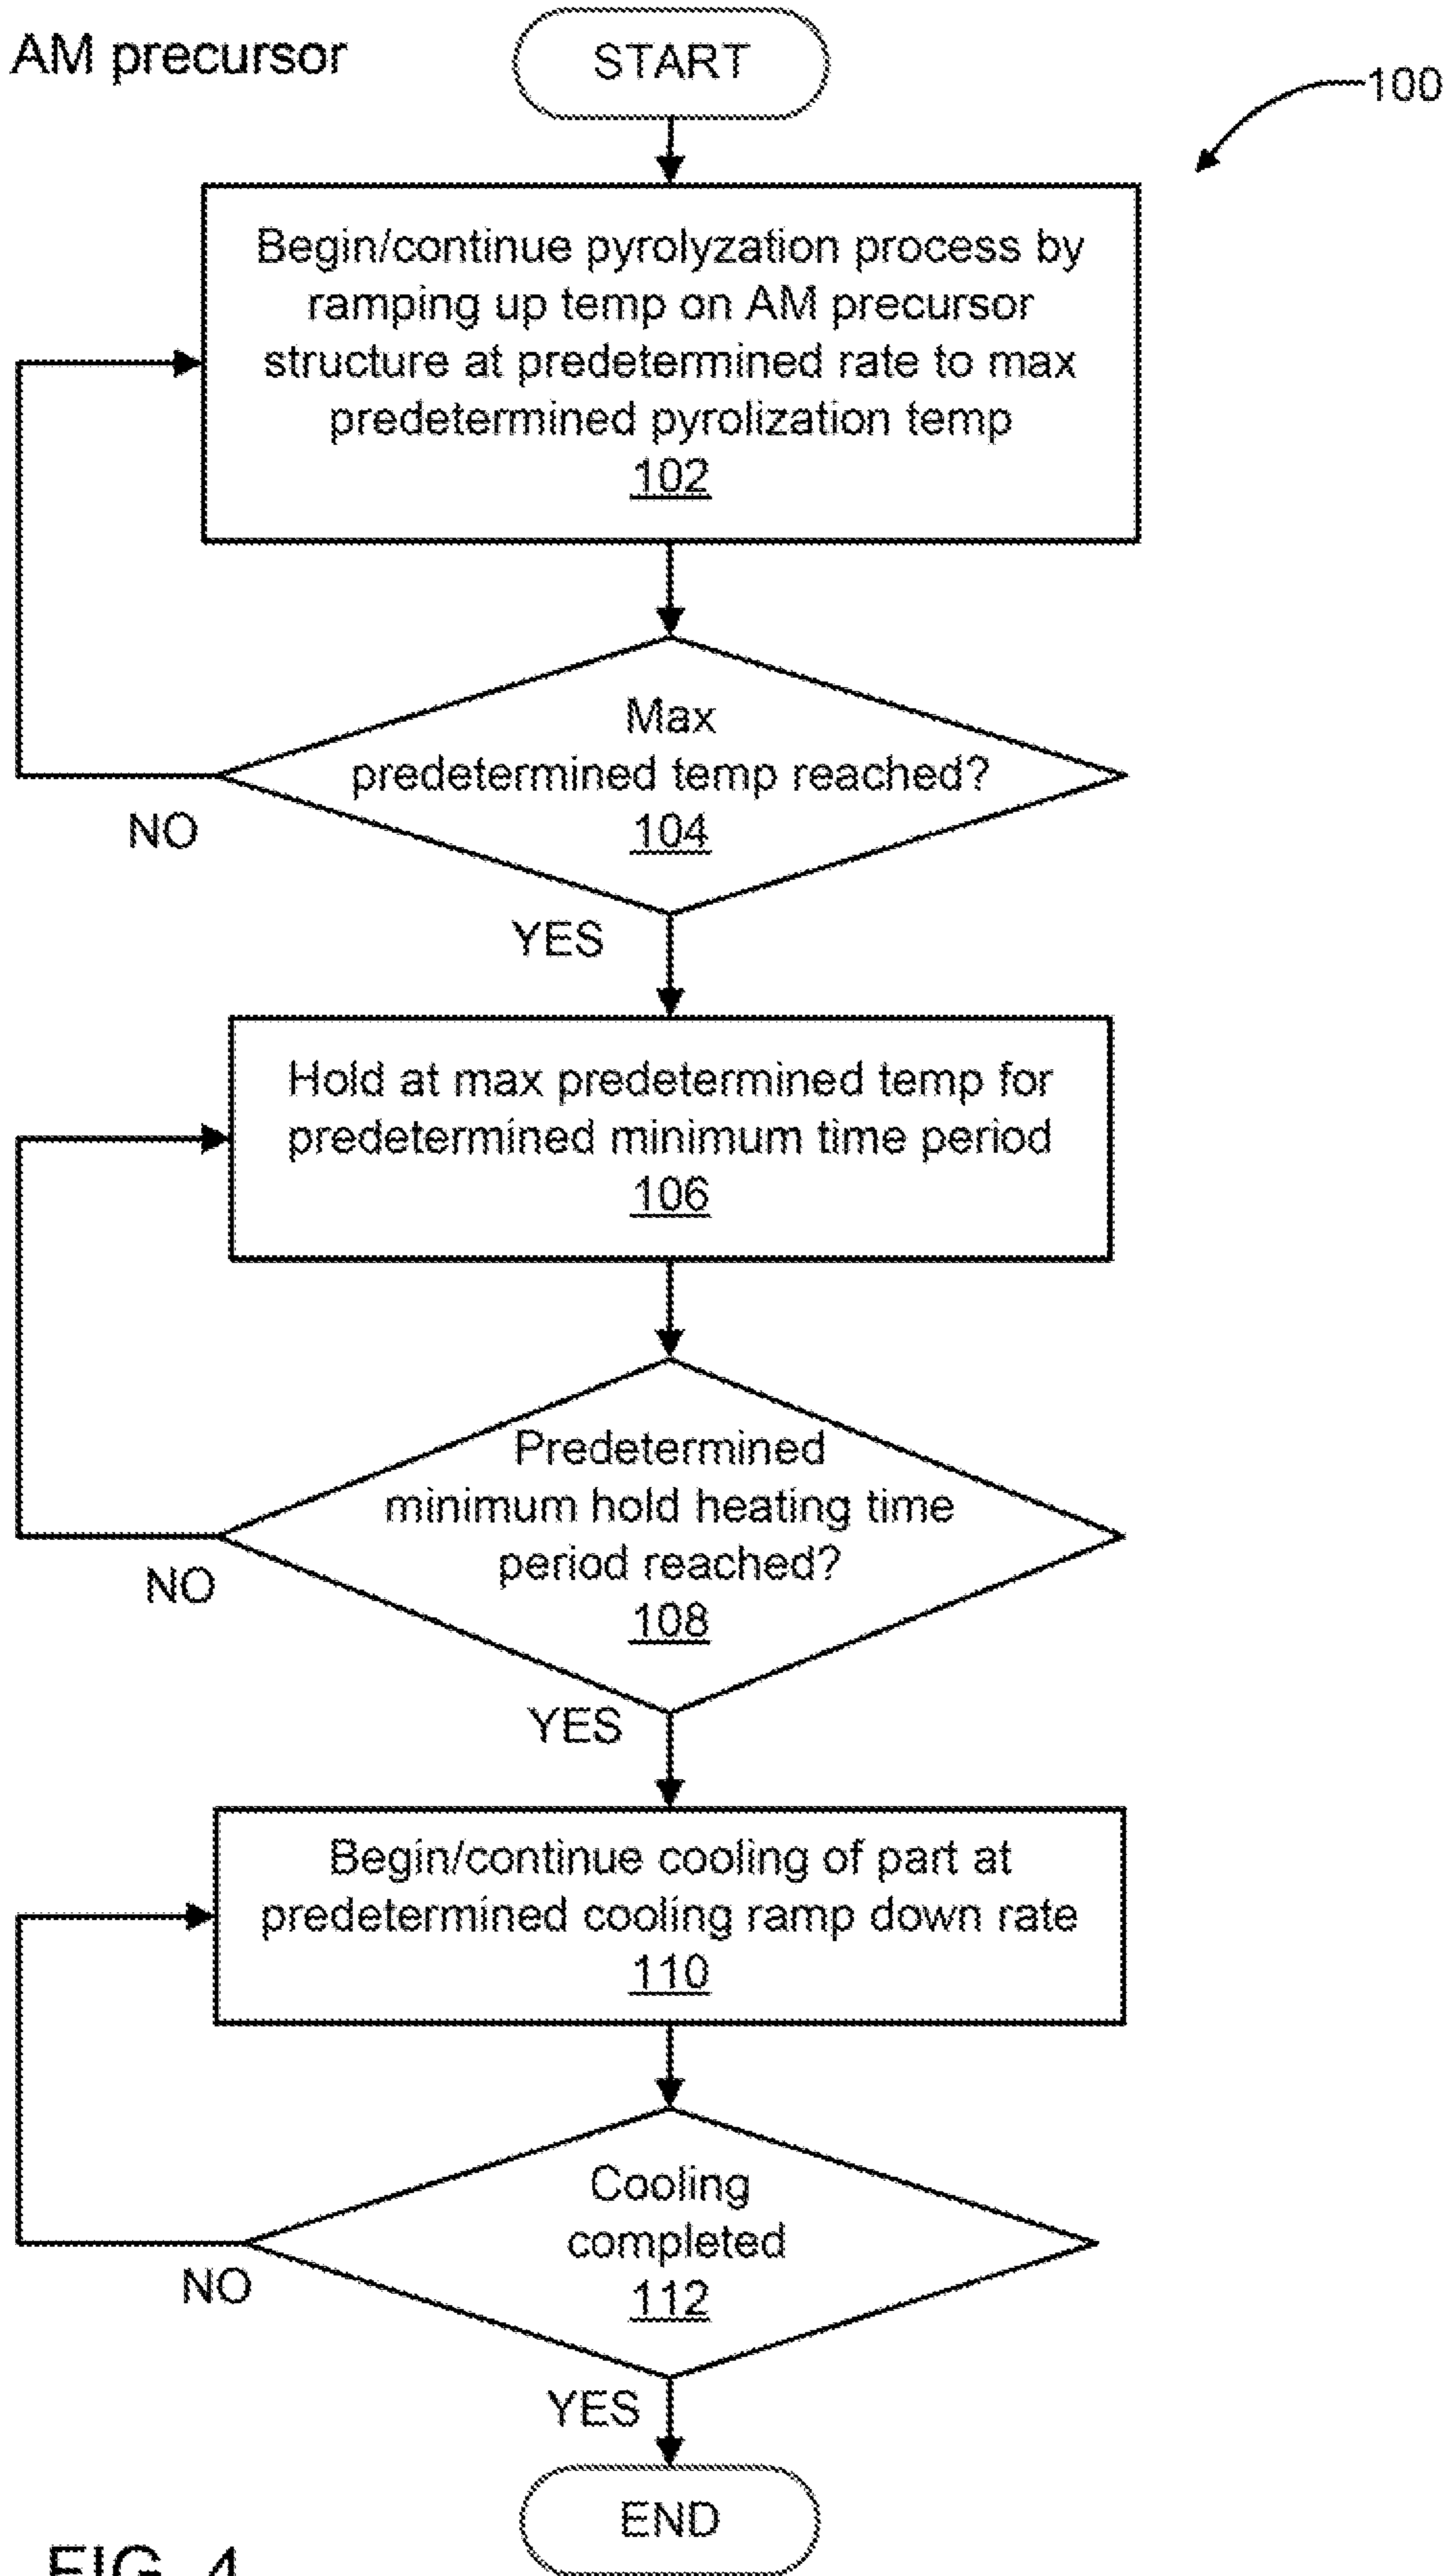 AM precursor
START
100
Begin/continue pyrolyzation process by
ramping up temp on AM precursor
structure at predetermined rate to max
predetermined pyrolization temp
102
Max
predetermined temp reached?
104
NO
YES
Hold at max predetermined temp for
predetermined minimum time period
106
Predetermined
minimum hold heating time
period reached?
108
NO
YES
Begin/continue cooling of part at
predetermined cooling ramp down rate
110
Cooling
completed
112
NO
YES
END
FIG. 4